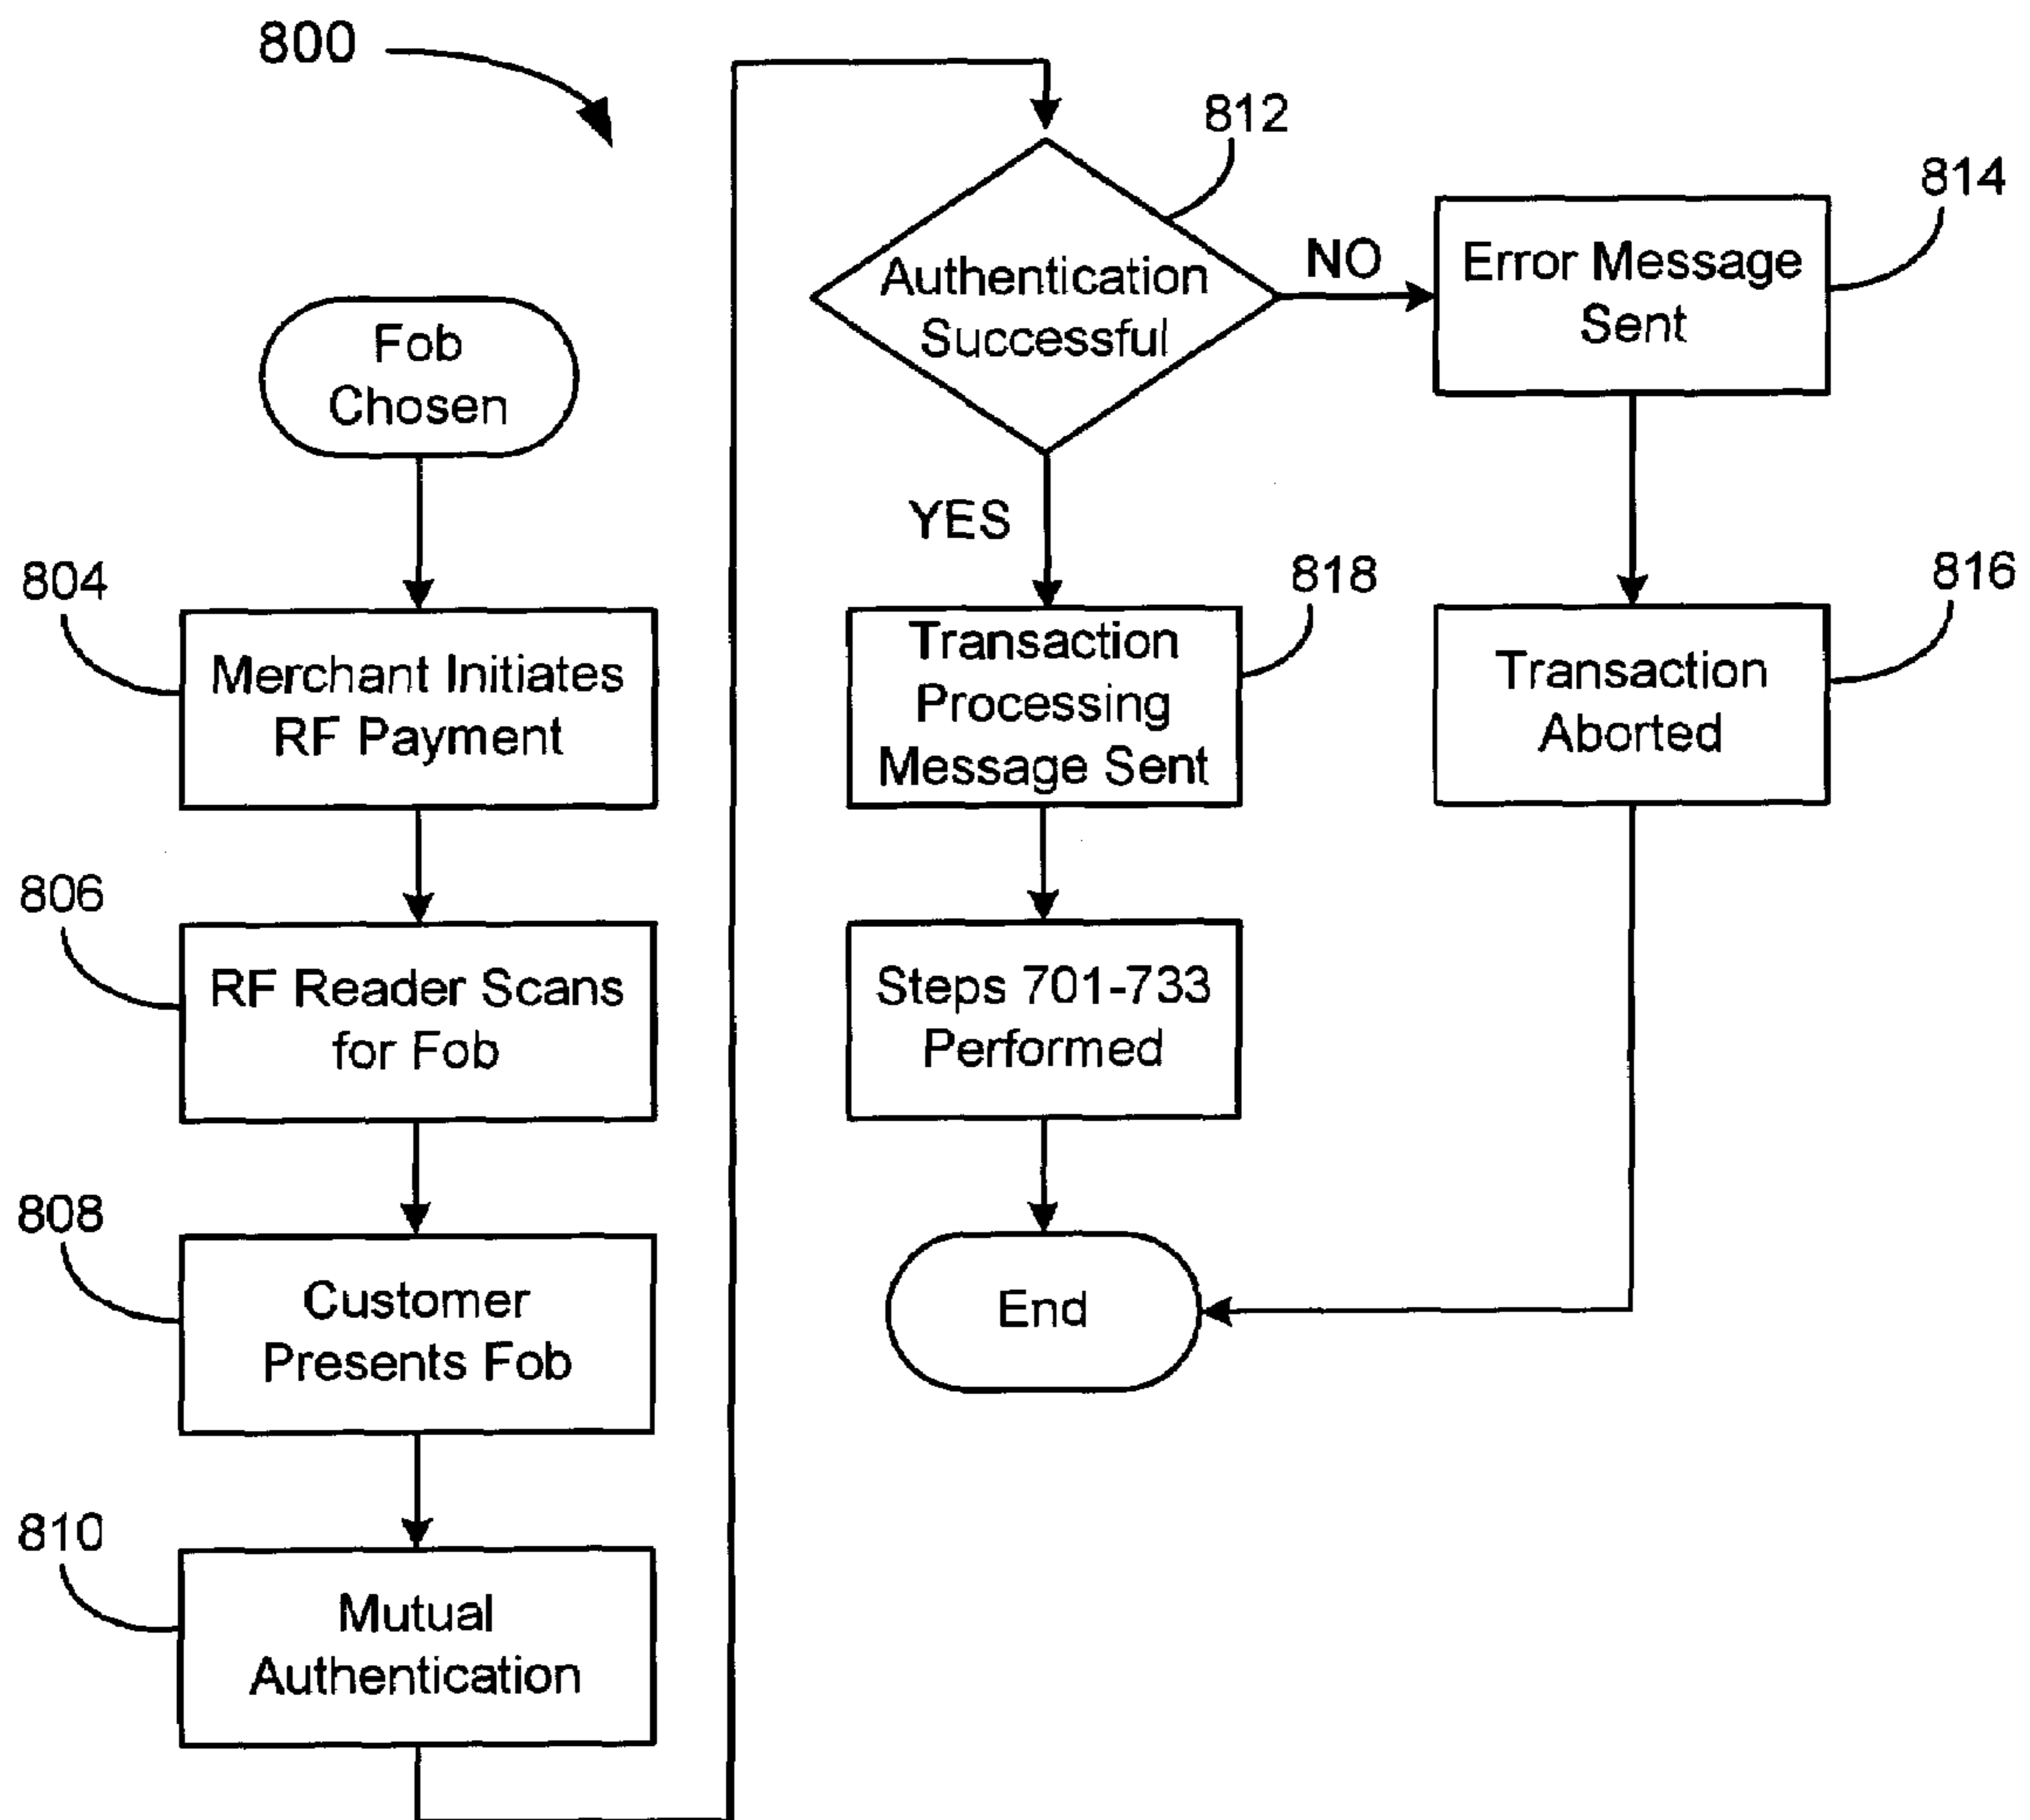 800
Fob
Chosen
804
Merchant Initiates
RF Payment
806
RF Reader Scans
for Fob
808
Customer
Presents Fob
810
Mutual
Authentication
812
Authentication
Successful
NO
814
Error Message
Sent
YES
818
Transaction
Processing
Message Sent
816
Transaction
Aborted
Steps 701-733
Performed
End